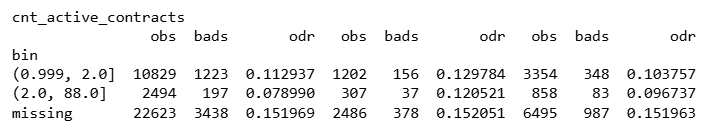 cnt_active_contracts
obs bads odr obs bads odr obs bads odr
bin
(0.999, 2.0] 10829 1223 0.112937 1202 156 0.129784 3354 348 0.103757
(2.0, 88.0] 2494 197 0.078990 307 37 0.120521 858 83 0.096737
missing 22623 3438 0.151969 2486 378 0.152051 6495 987 0.151963